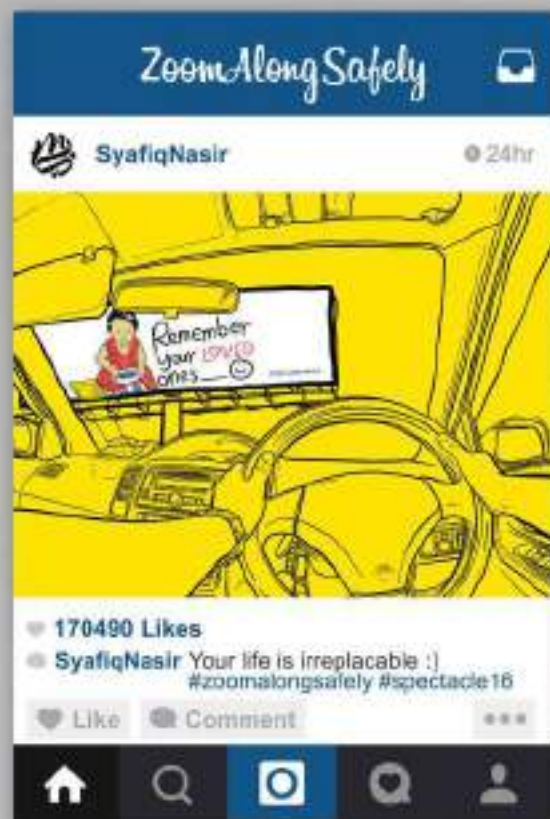 ZoomAlongSafely
SyafiqNasir
24hr
Remember
your LOVED
ones
170490 Likes
SyafiqNasir Your life is irreplacable :)
#zoomalongsafely #spectacle16
Like Comment